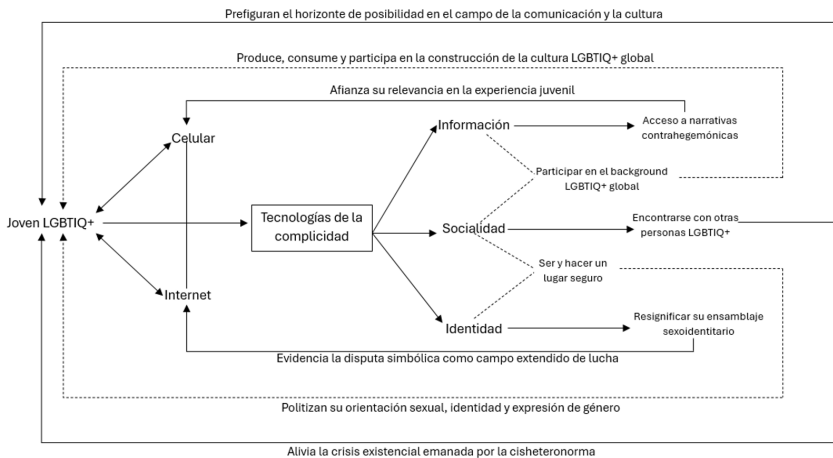 Prefiguran el horizonte de posibilidad en el campo de la comunicación y la cultura
Produce, consume y participa en la construcción de la cultura LGBTIQ+ global
Afianza su relevancia en la experiencia juvenil
Celular
Información
Acceso a narrativas
contrahegemónicas
Participar en el background
LGBTIQ+ global
Joven LGBTIQ+
Tecnologías de la
complicidad
Socialidad
Encontrarse con otras
personas LGBTIQ+
Ser y hacer un
lugar seguro
Internet
Identidad
Resignificar su ensamblaje
sexoidentitario
Evidencia la disputa simbólica como campo extendido de lucha
Politizan su orientación sexual, identidad y expresión de género
Alivia la crisis existencial emanada por la cisheteronorma